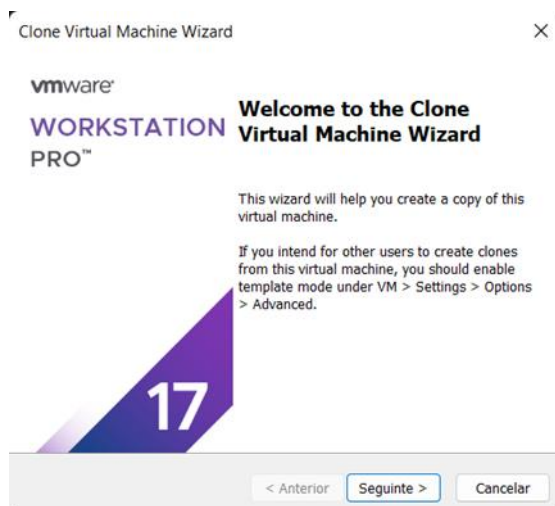 Clone Virtual Machine Wizard
vmware
WORKSTATION
PRO™
Welcome to the Clone
Virtual Machine Wizard
This wizard will help you create a copy of this
virtual machine.
If you intend for other users to create clones
from this virtual machine, you should enable
template mode under VM > Settings > Options
> Advanced.
17
< Anterior Seguinte > Cancelar